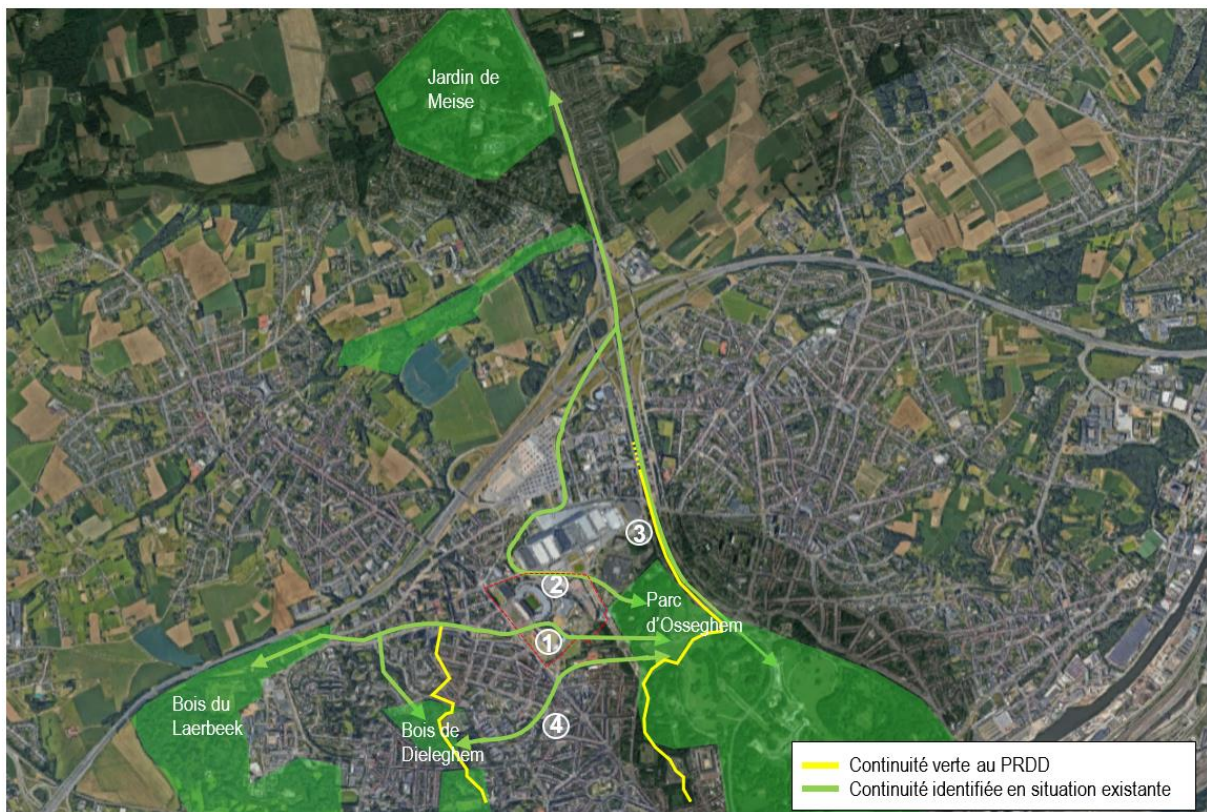 Jardin de
Meise
③
②
Parc
d'Osseghem
①
Bois du
Laerbeek
Bois de
Dieleghem
④
Continuité verte au PRDD
Continuité identifiée en situation existante